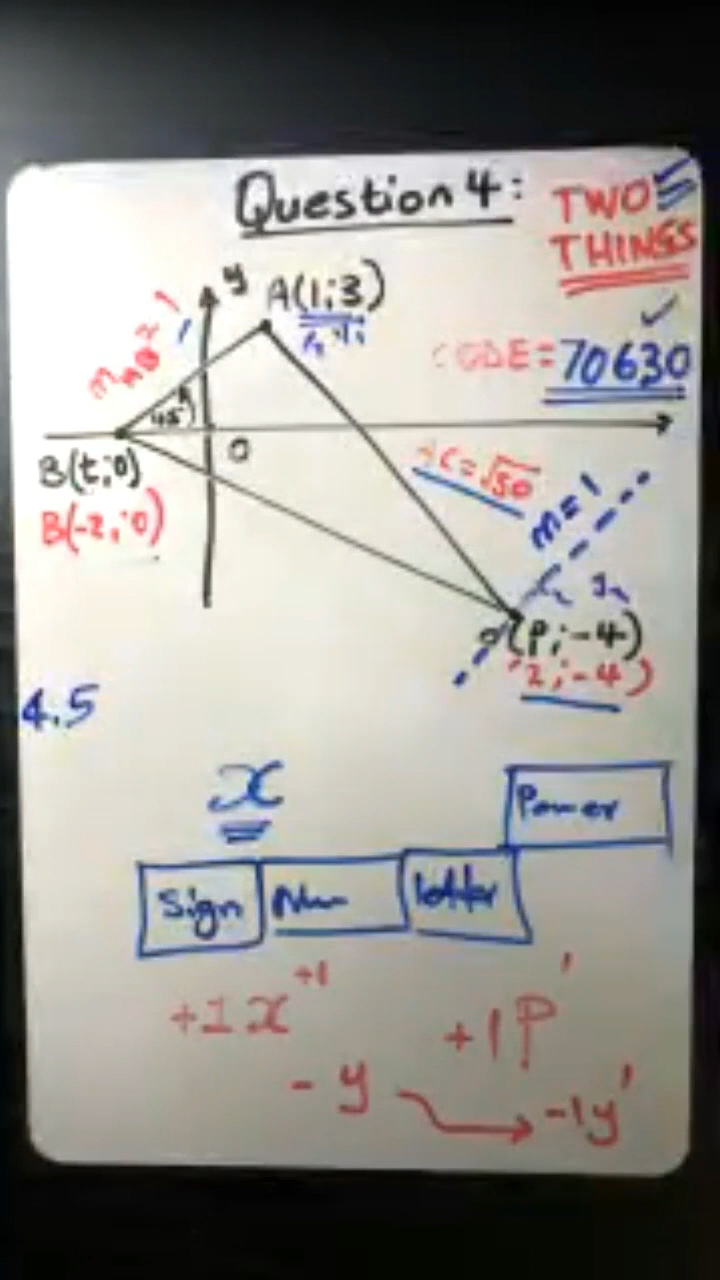 Question 4:
TWO
THINGS
y
A(1;3)
CODE=70630
45°
O
B(t;0)
B(-2;0)
=√50
m=1
(P;-4)
2;-4)
4.5
x
Power
Sign
Num
letter
+1x⁺¹
+1P¹
-y
-1y¹